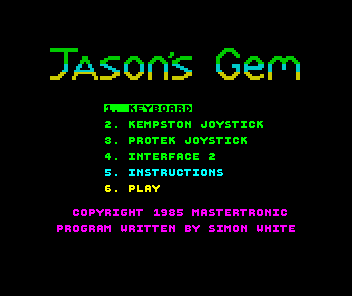 JASON'S GEM
1. KEYBOARD
2. KEMPSTON JOYSTICK
3. PROTEK JOYSTICK
4. INTERFACE 2
5. INSTRUCTIONS
6. PLAY
COPYRIGHT 1985 MASTERTRONIC
PROGRAM WRITTEN BY SIMON WHITE